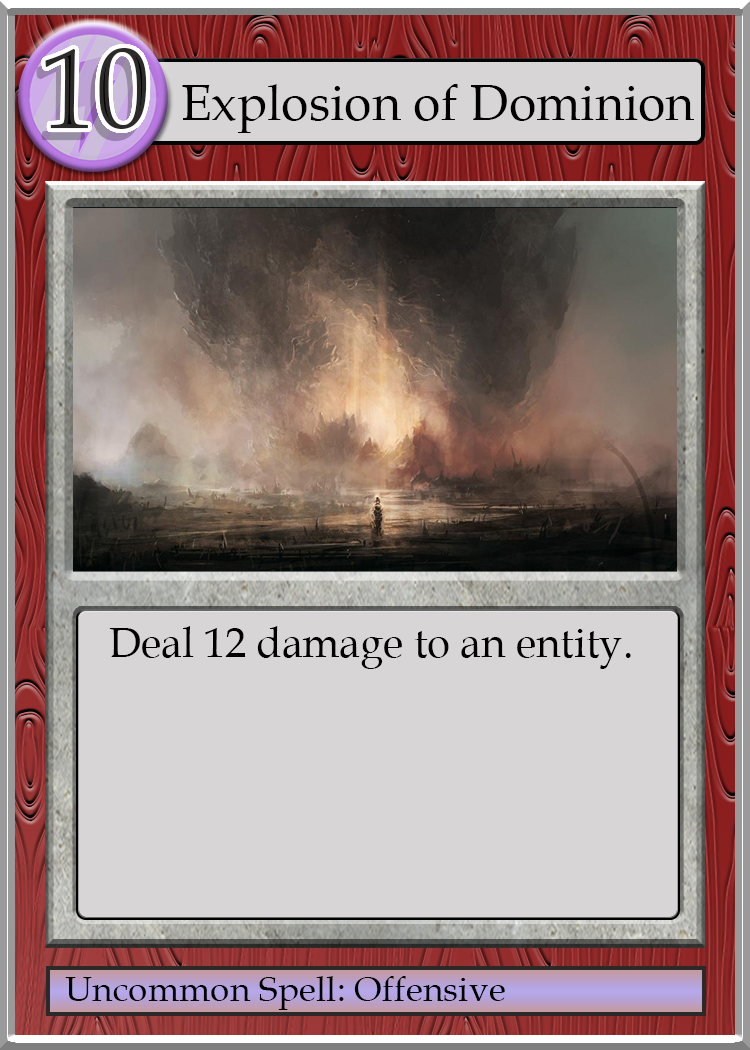 10
Explosion of Dominion
Deal 12 damage to an entity.
Uncommon Spell: Offensive